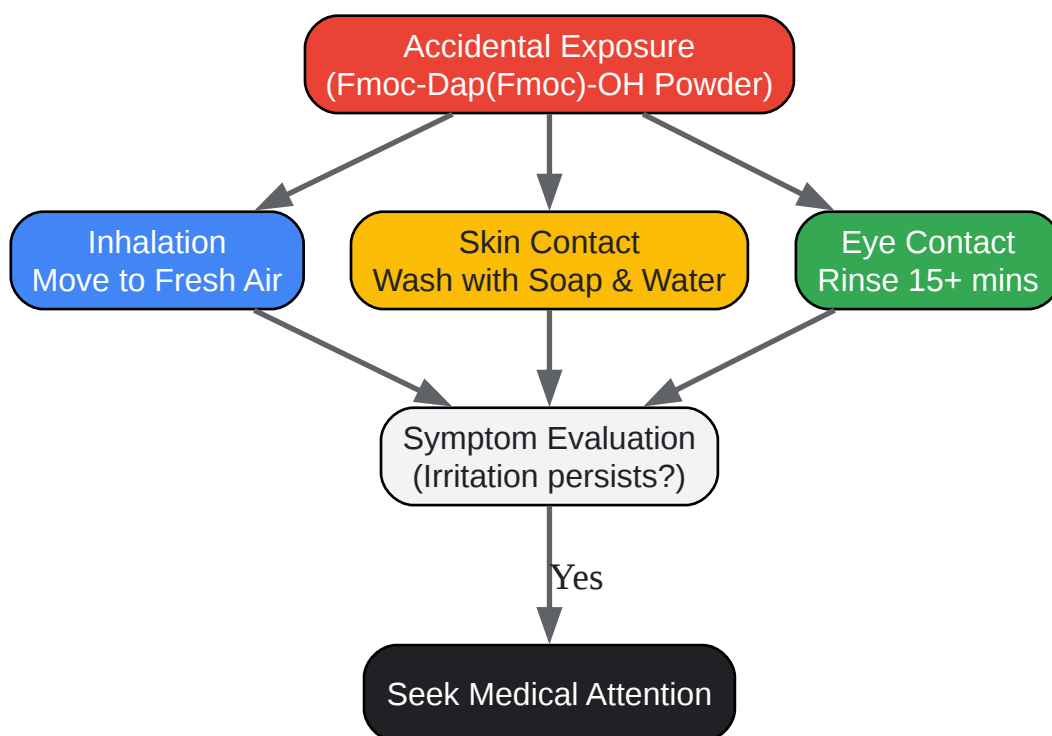 Accidental Exposure
(Fmoc-Dap(Fmoc)-OH Powder)
Inhalation
Move to Fresh Air
Skin Contact
Wash with Soap & Water
Eye Contact
Rinse 15+ mins
Symptom Evaluation
(Irritation persists?)
Yes
Seek Medical Attention